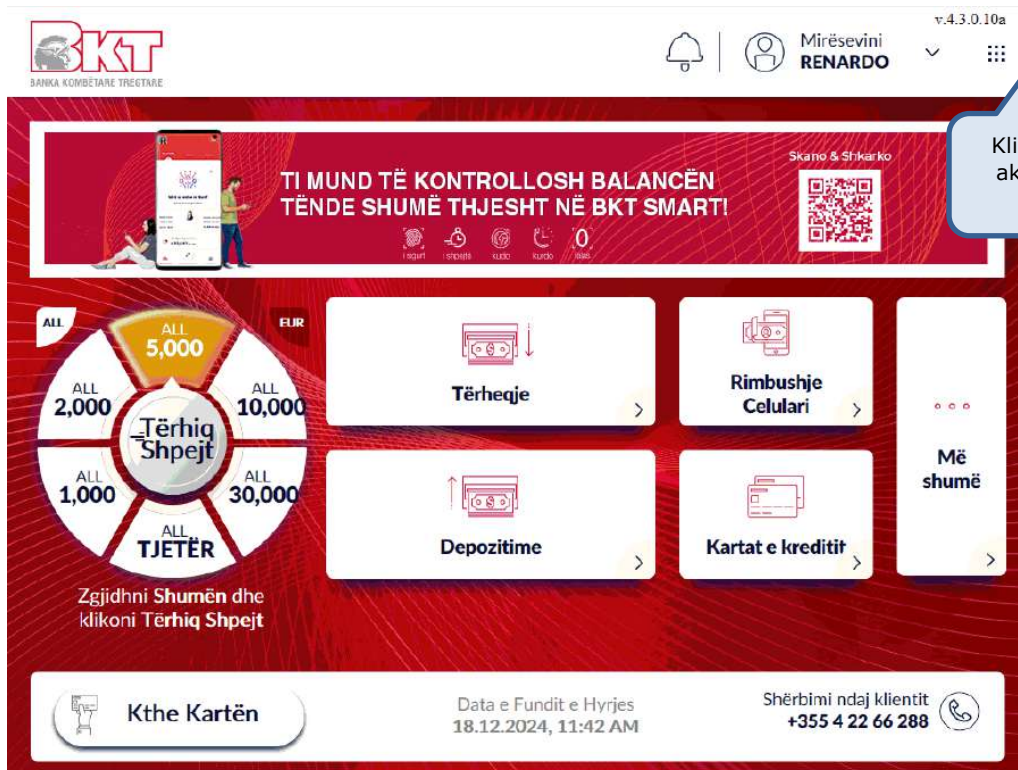 v.4.3.0.10a
BKT
BANKA KOMBËTARE TREGTARE
Mirësevini
RENARDO
TI MUND TË KONTROLLOSH BALANCËN
TËNDE SHUMË THJESHT NË BKT SMART!
i sigurt i shpejtë kudo kurdo
Skano & Shkarko
ALL
EUR
ALL
5,000
ALL
2,000
ALL
10,000
Tërhiq
Shpejt
ALL
1,000
ALL
30,000
ALL
TJETËR
Zgjidhni Shumën dhe
klikoni Tërhiq Shpejt
Tërheqje
Rimbushje
Celulari
Depozitime
Kartat e kreditit
Më
shumë
Kthe Kartën
Data e Fundit e Hyrjes
18.12.2024, 11:42 AM
Shërbimi ndaj klientit
+355 4 22 66 288